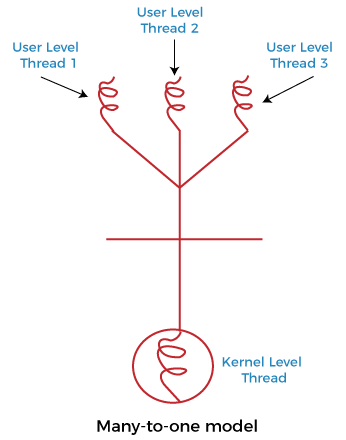 User Level
Thread 2
User Level
Thread 1
User Level
Thread 3
Kernel Level
Thread
Many-to-one model